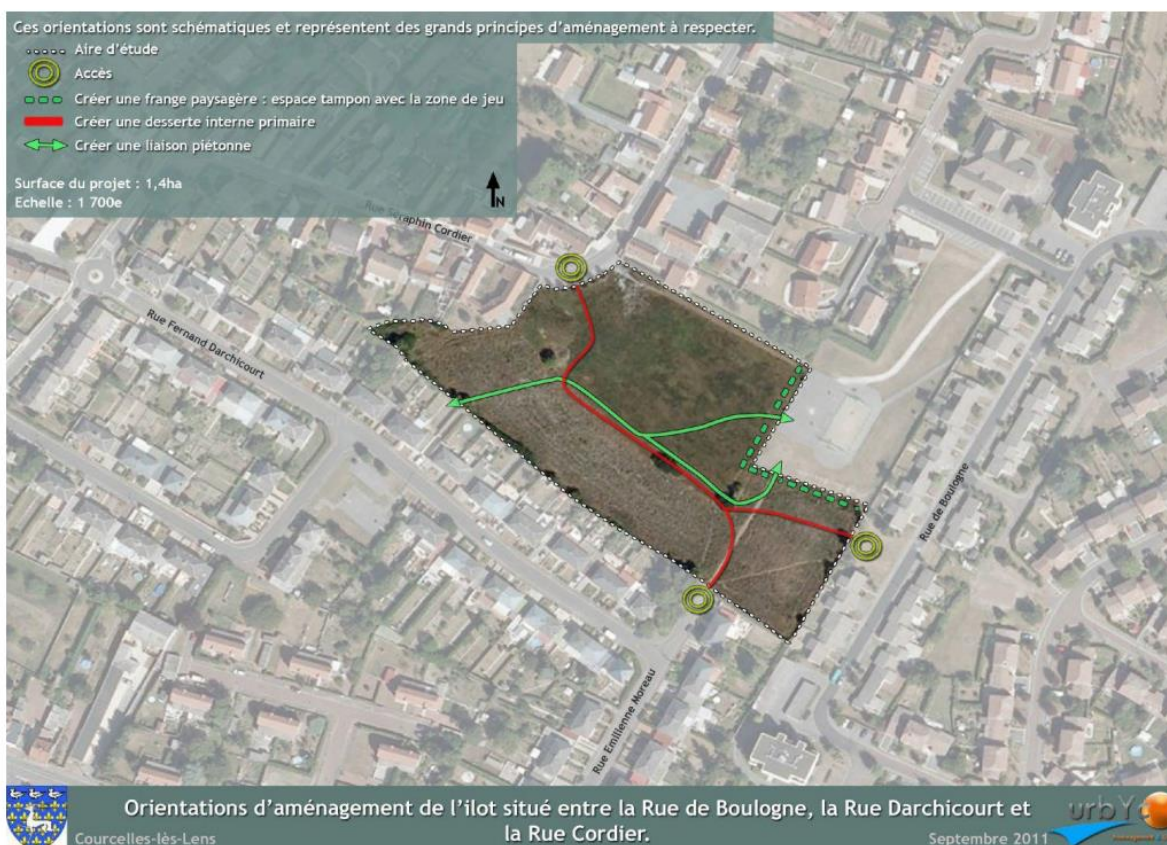 Ces orientations sont schématiques et représentent des grands principes d'aménagement à respecter.
Aire d'étude
Accès
Créer une frange paysagère : espace tampon avec la zone de jeu
Créer une desserte interne primaire
Créer une liaison piétonne
Surface du projet : 1,4ha
Echelle : 1 700e
N
Rue Séraphin Cordier
Rue Fernand Darchicourt
Rue de Boulogne
Rue Emilienne Moreau
Orientations d'aménagement de l'ilot situé entre la Rue de Boulogne, la Rue Darchicourt et
la Rue Cordier.
Courcelles-lès-Lens
Septembre 2011